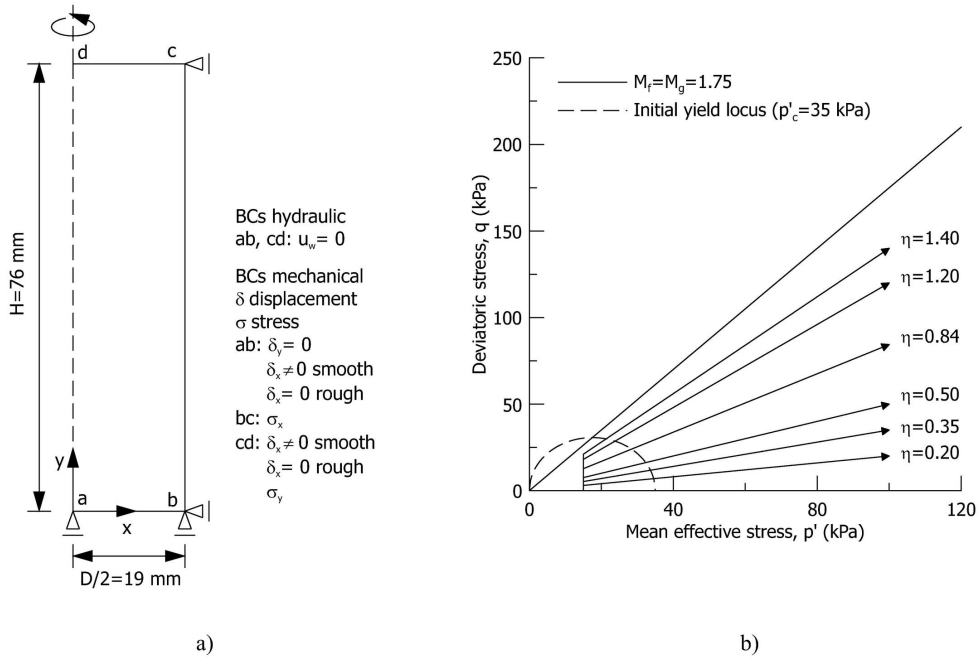 d
c
H=76 mm
y
a
b
x
D/2=19 mm
BCs hydraulic
ab, cd: u_w= 0
BCs mechanical
δ displacement
σ stress
ab: δ_y= 0
δ_x≠0 smooth
δ_x= 0 rough
bc: σ_x
cd: δ_x≠0 smooth
δ_x= 0 rough
σ_y
a)
250
200
150
100
50
0
Deviatoric stress, q (kPa)
M_f=M_g=1.75
Initial yield locus (p'_c=35 kPa)
η=1.40
η=1.20
η=0.84
η=0.50
η=0.35
η=0.20
0 40 80 120
Mean effective stress, p' (kPa)
b)